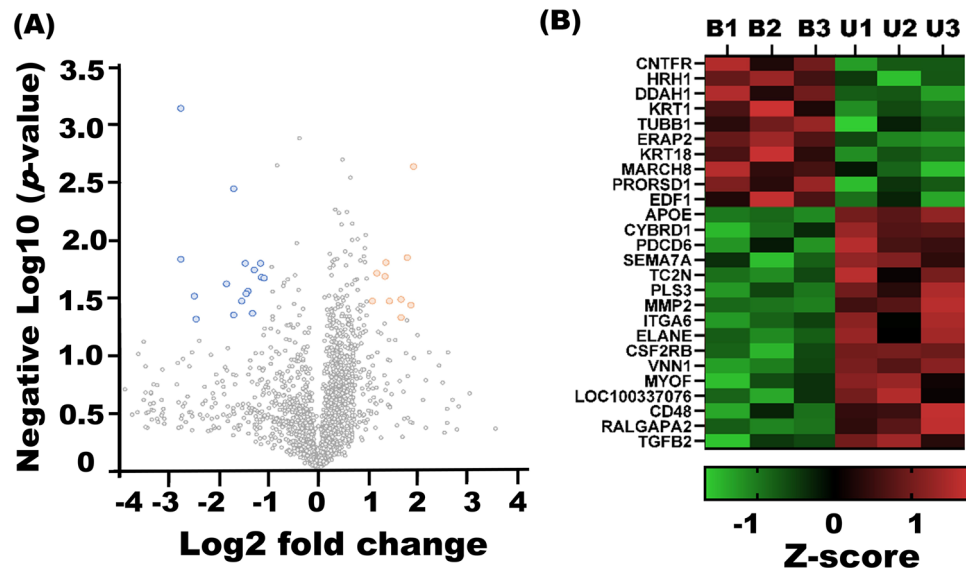 (A)
Negative Log10 (p-value)
3.5
3.0
2.5
2.0
1.5
1.0
0.5
0
-4 -3 -2 -1 0 1 2 3 4
Log2 fold change
(B)
B1 B2 B3 U1 U2 U3
CNTFR
HRH1
DDAH1
KRT1
TUBB1
ERAP2
KRT18
MARCH8
PRORSD1
EDF1
APOE
CYBRD1
PDCD6
SEMA7A
TC2N
PLS3
MMP2
ITGA6
ELANE
CSF2RB
VNN1
MYOF
LOC100337076
CD48
RALGAPA2
TGFB2
-1 0 1
Z-score